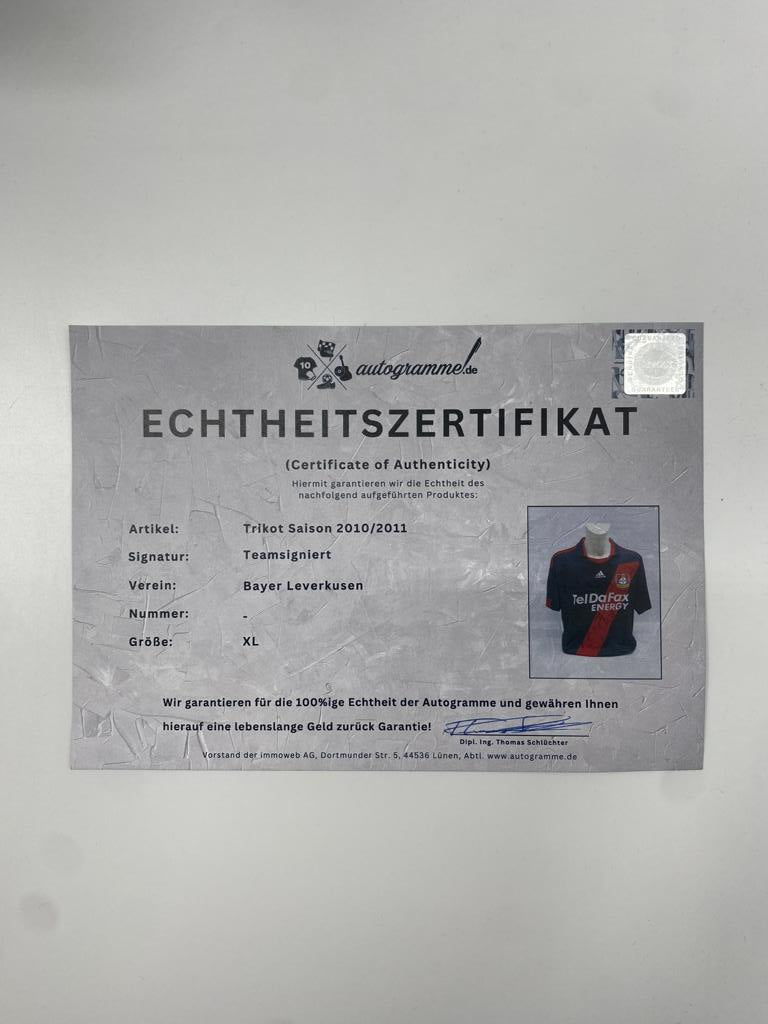 10
autogramme.de
GUARANTEED
ECHTHEITSZERTIFIKAT
(Certificate of Authenticity)
Hiermit garantieren wir die Echtheit des
nachfolgend aufgeführten Produktes:
Artikel: Trikot Saison 2010/2011
Signatur: Teamsigniert
Verein: Bayer Leverkusen
Nummer: -
Größe: XL
TelDaFax
ENERGY
Wir garantieren für die 100%ige Echtheit der Autogramme und gewähren Ihnen
hierauf eine lebenslange Geld zurück Garantie!
Dipl. Ing. Thomas Schlüchter
Vorstand der immoweb AG, Dortmunder Str. 5, 44536 Lünen, Abtl. www.autogramme.de